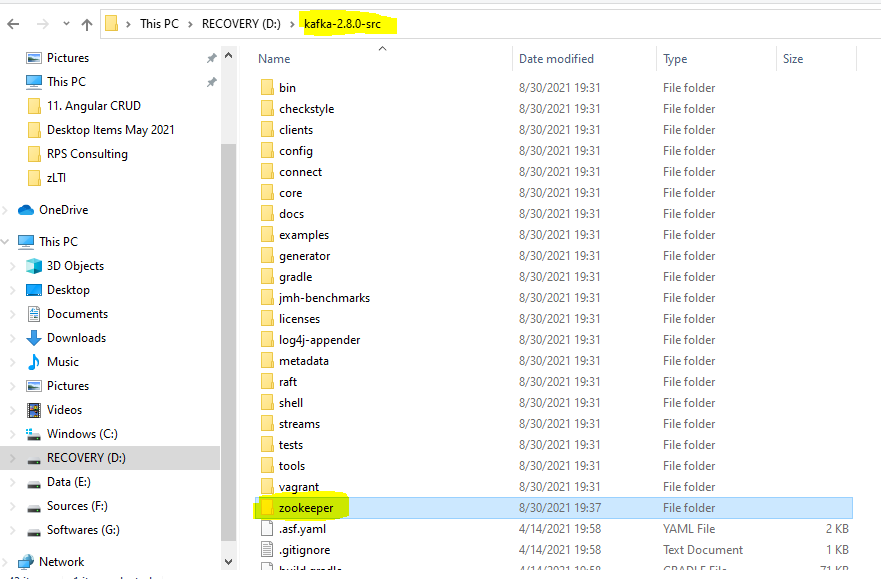 This PC > RECOVERY (D:) > kafka-2.8.0-src
Pictures
This PC
11. Angular CRUD
Desktop Items May 2021
RPS Consulting
zLTI
OneDrive
This PC
3D Objects
Desktop
Documents
Downloads
Music
Pictures
Videos
Windows (C:)
RECOVERY (D:)
Data (E:)
Sources (F:)
Softwares (G:)
Network
Name Date modified Type Size
bin 8/30/2021 19:31 File folder
checkstyle 8/30/2021 19:31 File folder
clients 8/30/2021 19:31 File folder
config 8/30/2021 19:31 File folder
connect 8/30/2021 19:31 File folder
core 8/30/2021 19:31 File folder
docs 8/30/2021 19:31 File folder
examples 8/30/2021 19:31 File folder
generator 8/30/2021 19:31 File folder
gradle 8/30/2021 19:31 File folder
jmh-benchmarks 8/30/2021 19:31 File folder
licenses 8/30/2021 19:31 File folder
log4j-appender 8/30/2021 19:31 File folder
metadata 8/30/2021 19:31 File folder
raft 8/30/2021 19:31 File folder
shell 8/30/2021 19:31 File folder
streams 8/30/2021 19:31 File folder
tests 8/30/2021 19:31 File folder
tools 8/30/2021 19:31 File folder
vagrant 8/30/2021 19:31 File folder
zookeeper 8/30/2021 19:37 File folder
.asf.yaml 4/14/2021 19:58 YAML File 2 KB
.gitignore 4/14/2021 19:58 Text Document 1 KB
build.gradle 4/14/2021 19:58 GRADLE File 71 KB